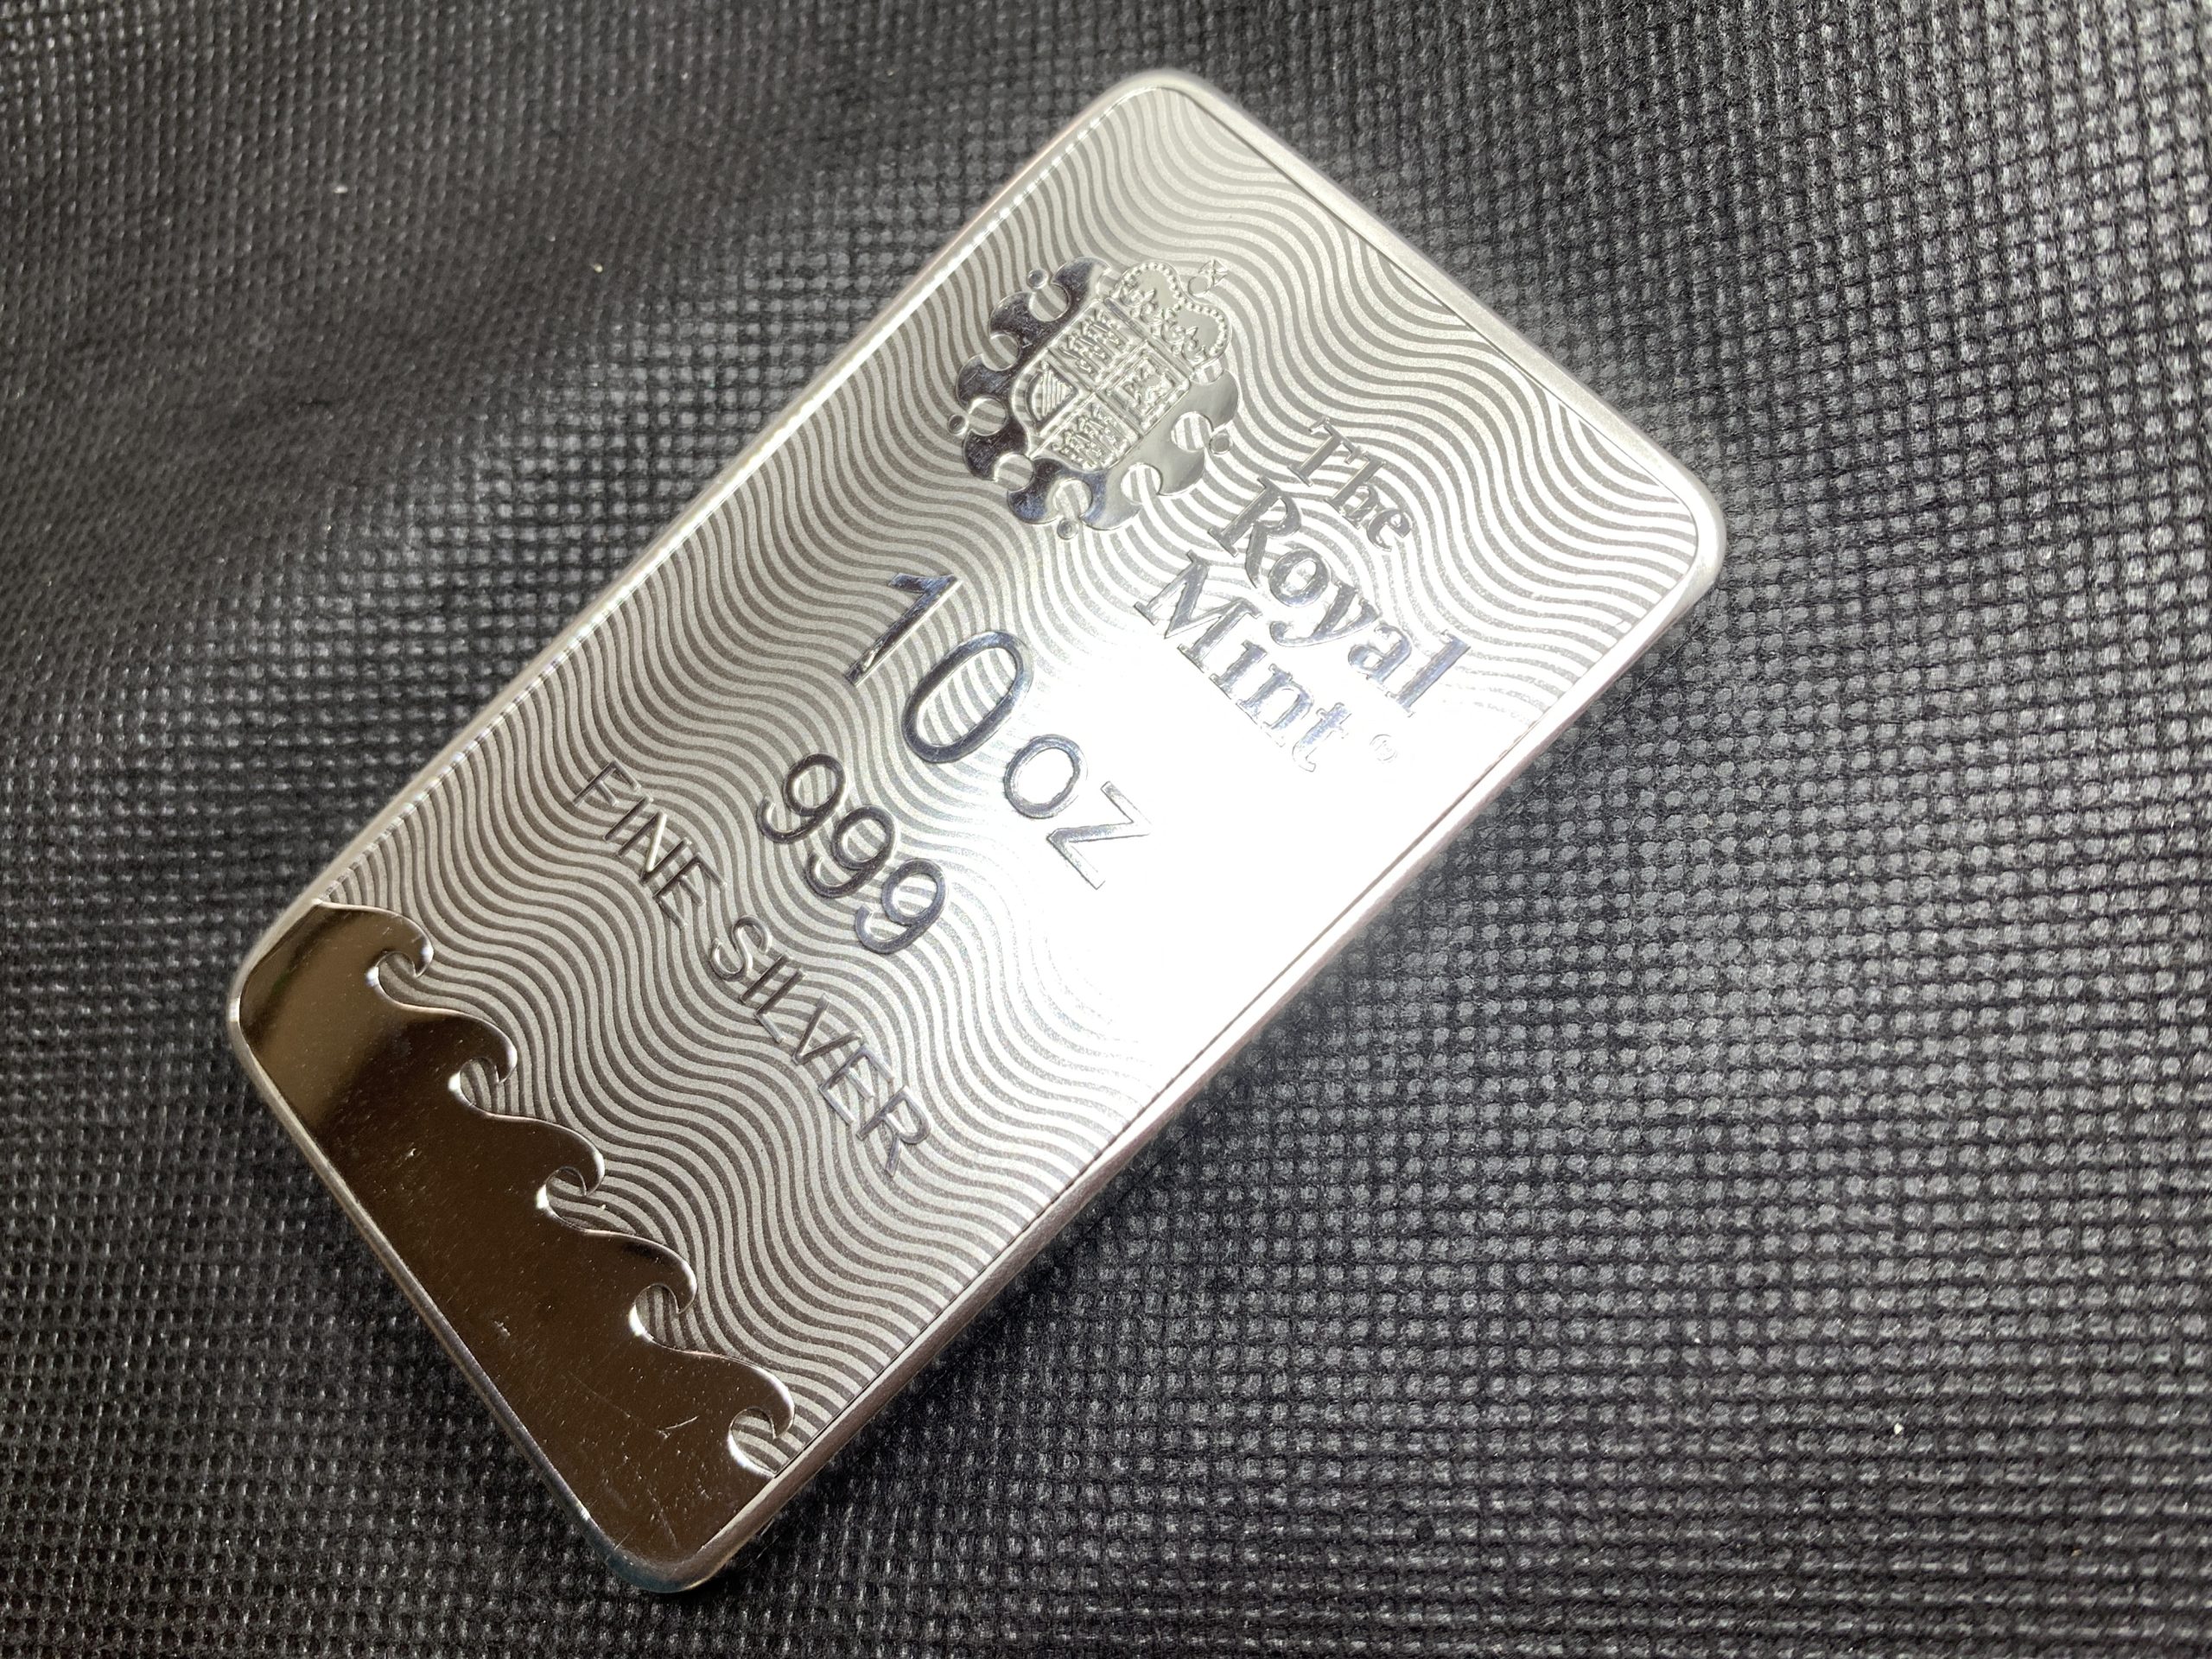 The
Royal
Mint®
10 oz
999
FINE SILVER